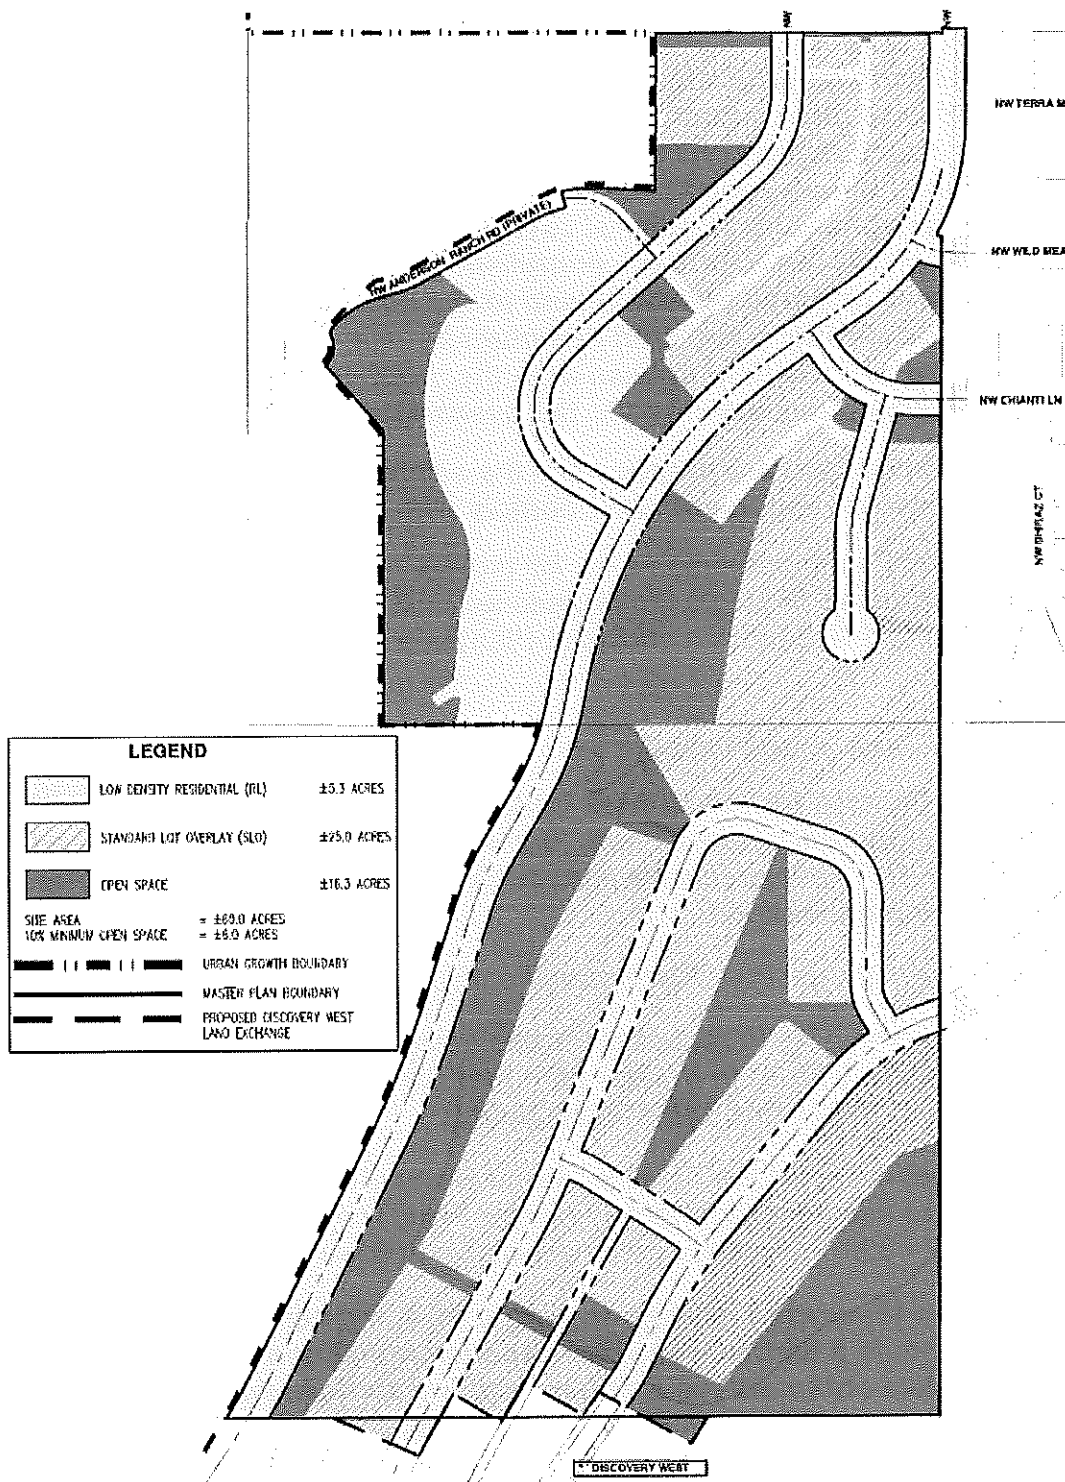 NW TERRA M
NW ANDERSON RANCH RD (PRIVATE)
NW WILD MEA
NW CHIANTI LN
NW SHIRAZ CT
LEGEND
LOW DENSITY RESIDENTIAL (RL) ±5.3 ACRES
STANDARD LOT OVERLAY (SLO) ±25.0 ACRES
OPEN SPACE ±16.3 ACRES
SITE AREA = ±60.0 ACRES
10% MINIMUM OPEN SPACE = ±6.0 ACRES
URBAN GROWTH BOUNDARY
MASTER PLAN BOUNDARY
PROPOSED DISCOVERY WEST
LAND EXCHANGE
DISCOVERY WEST